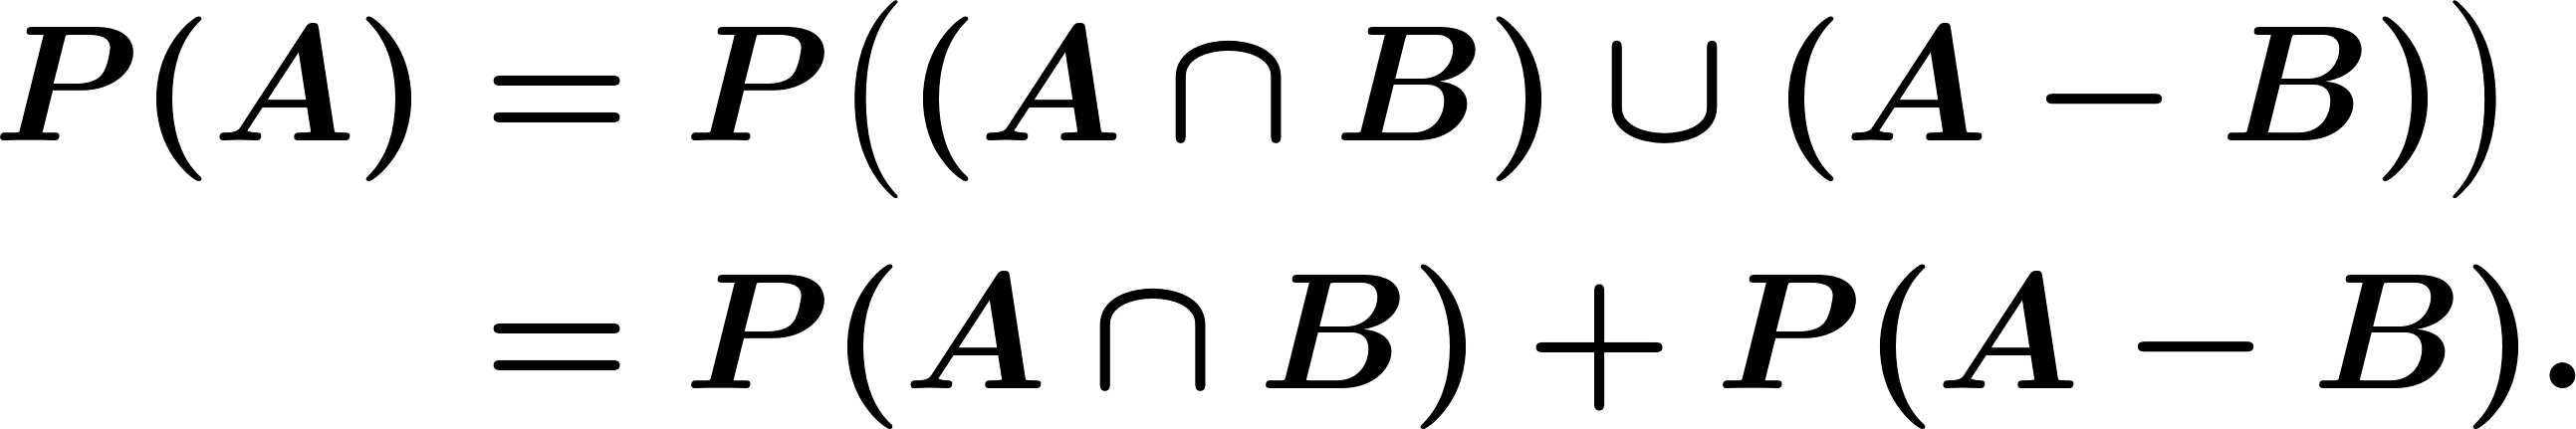 P(A) = P((A ∩ B) ∪ (A − B))
= P(A ∩ B) + P(A − B).